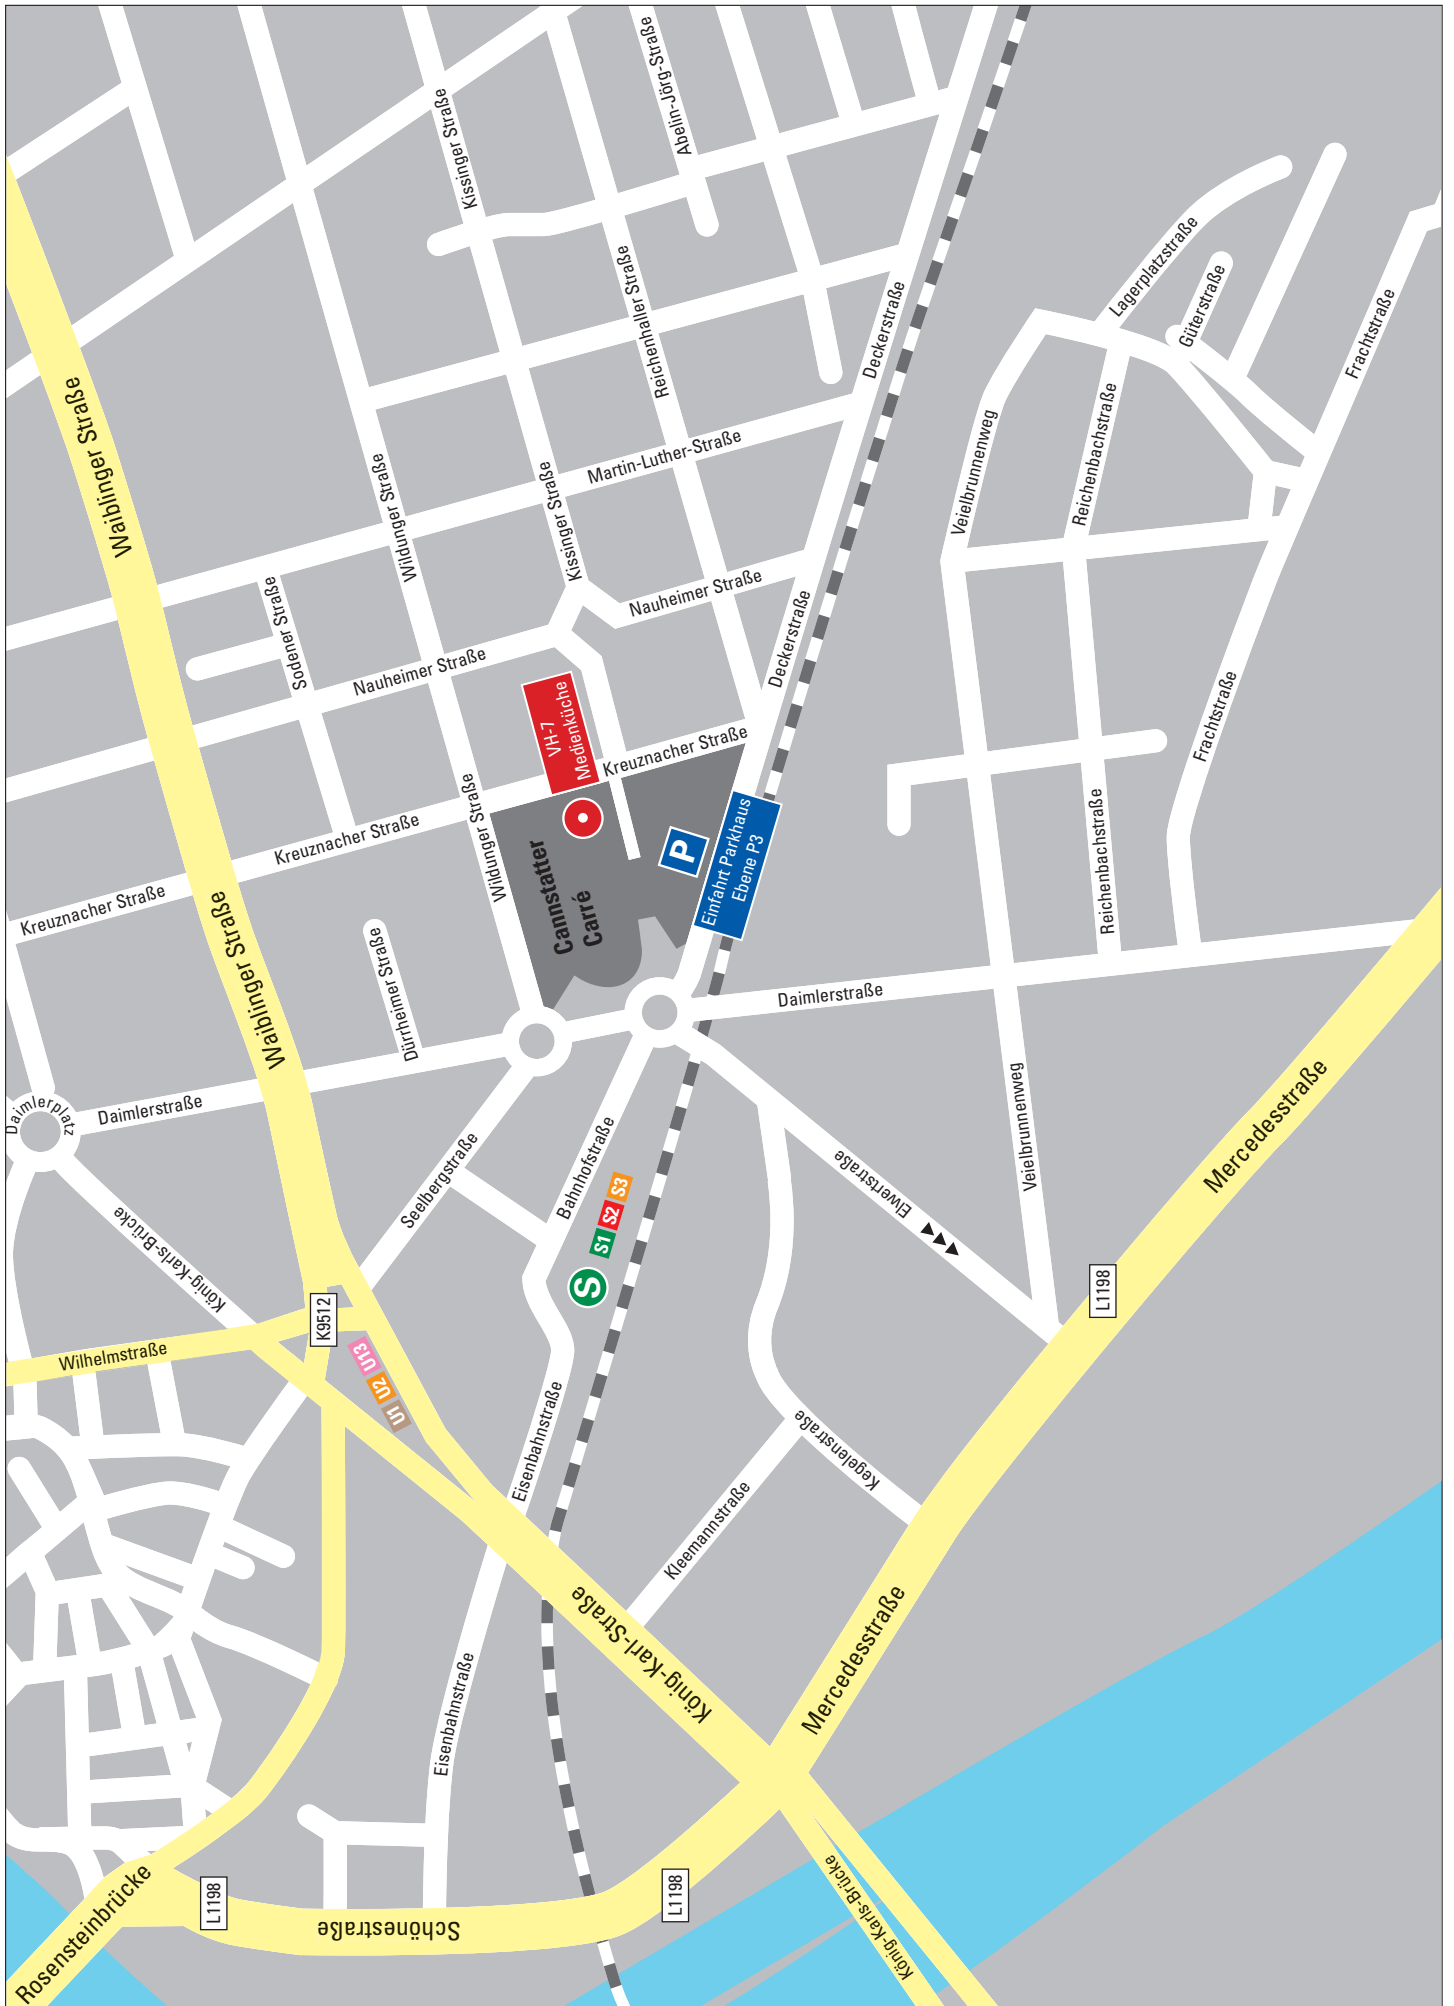 Kissinger Straße
Abelin-Jörg-Straße
Waiblinger Straße
Reichenhaller Straße
Deckerstraße
Lagerplatzstraße
Güterstraße
Frachtstraße
Wildunger Straße
Kissinger Straße
Martin-Luther-Straße
Veielbrunnenweg
Reichenbachstraße
Sodener Straße
Nauheimer Straße
Nauheimer Straße
Deckerstraße
Frachtstraße
VH-7
Medienküche
Kreuznacher Straße
Kreuznacher Straße
Kreuznacher Straße
Wildunger Straße
Cannstatter
Carré
P
Einfahrt Parkhaus
Ebene P3
Reichenbachstraße
Waiblinger Straße
Dürrheimer Straße
Daimlerstraße
Daimlerplatz
Daimlerstraße
Seelbergstraße
Bahnhofstraße
S1 S2 S3
S
Elwertstraße
Veielbrunnenweg
Mercedesstraße
L1198
König-Karls-Brücke
K9512
Wilhelmstraße
U1 U2 U13
Eisenbahnstraße
Kegelenstraße
Kleemannstraße
König-Karl-Straße
Mercedesstraße
Eisenbahnstraße
Rosensteinbrücke
L1198
Schönestraße
L1198
König-Karls-Brücke